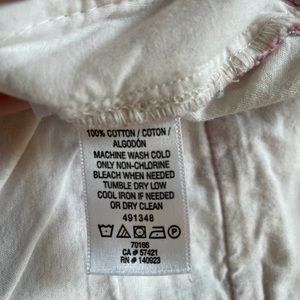 100% COTTON / COTON /
ALGODÓN
MACHINE WASH COLD
ONLY NON-CHLORINE
BLEACH WHEN NEEDED
TUMBLE DRY LOW
COOL IRON IF NEEDED
OR DRY CLEAN
491348
70166
CA # 57421
RN # 140923